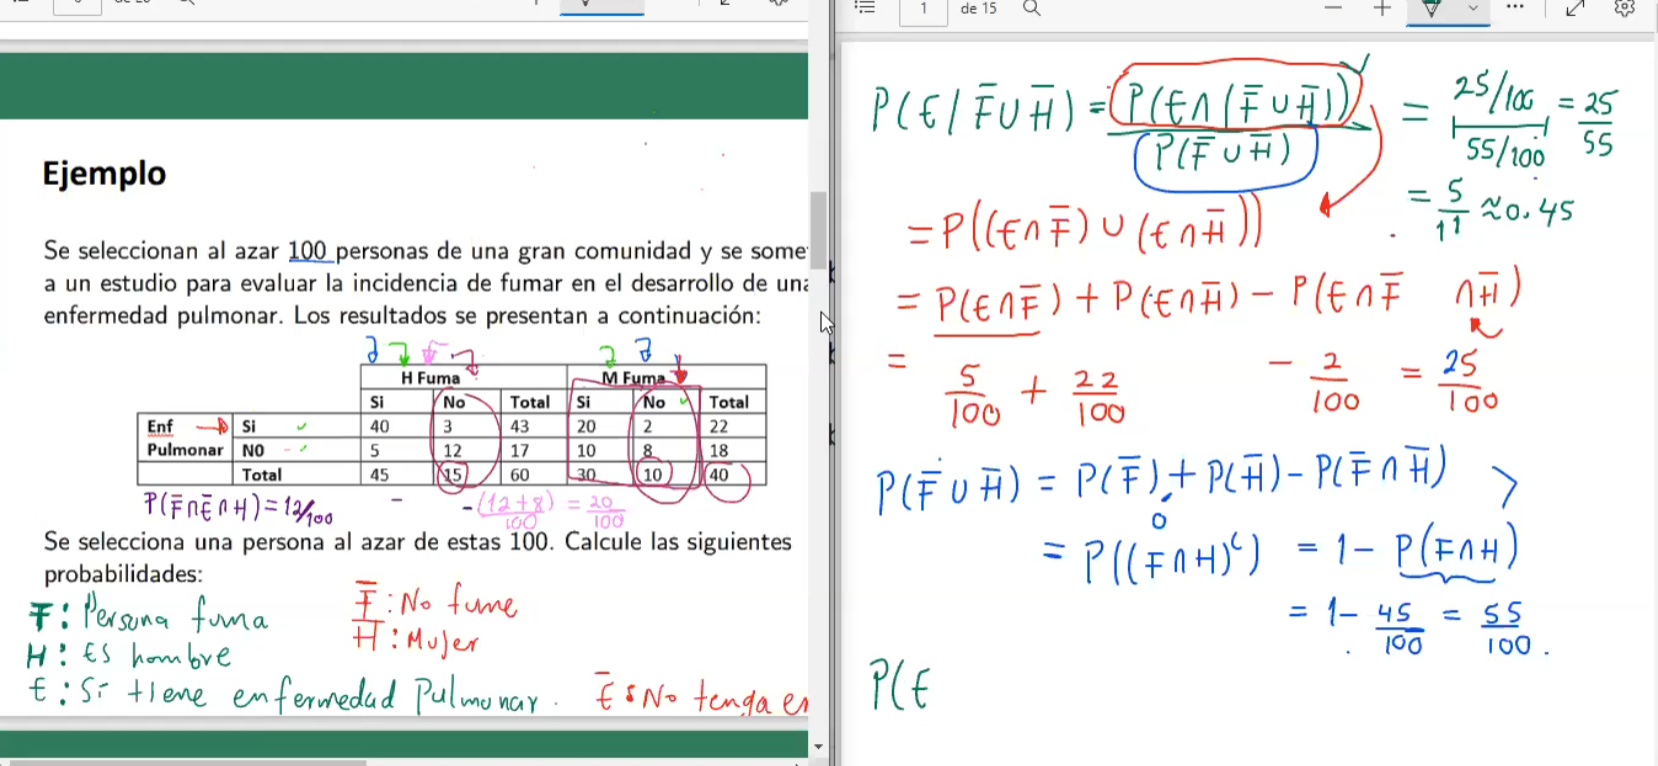 1 de 15
Ejemplo
Se seleccionan al azar 100 personas de una gran comunidad y se some
a un estudio para evaluar la incidencia de fumar en el desarrollo de una
enfermedad pulmonar. Los resultados se presentan a continuación:
H Fuma M Fuma
Si No Total Si No Total
Enf Si 40 3 43 20 2 22
Pulmonar NO 5 12 17 10 8 18
Total 45 15 60 30 10 40
P(F̅∩E̅∩H)=12/100
-(12+8)/100 = 20/100
Se selecciona una persona al azar de estas 100. Calcule las siguientes
probabilidades:
F: Persona fuma
F̅: No fume
H: Es hombre
H̅: Mujer
E: Sí tiene enfermedad Pulmonar.
E̅: No tenga en
P(E/F̅∪H̅) = P(E∩(F̅∪H̅))/P(F̅∪H̅) = 25/100 / 55/100 = 25/55
= 5/11 ≈ 0.45
= P((E∩F̅)∪(E∩H̅))
= P(E∩F̅) + P(E∩H̅) - P(E∩F̅ ∩H̅)
= 5/100 + 22/100 - 2/100 = 25/100
P(F̅∪H̅) = P(F̅) + P(H̅) - P(F̅∩H̅)
o
= P((F∩H)ᶜ) = 1 - P(F∩H)
= 1 - 45/100 = 55/100.
P(E